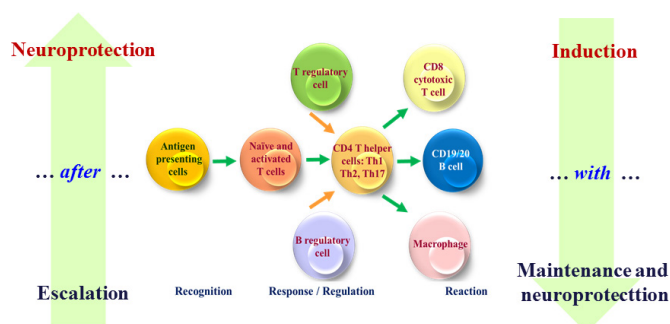 Neuroprotection
... after ...
Escalation
T regulatory
cell
CD8
cytotoxic
T cell
Antigen
presenting
cells
Naïve and
activated
T cells
CD4 T helper
cells: Th1
Th2, Th17
CD19/20
B cell
B regulatory
cell
Macrophage
Recognition
Response / Regulation
Reaction
Induction
... with ...
Maintenance and
neuroprotecttion